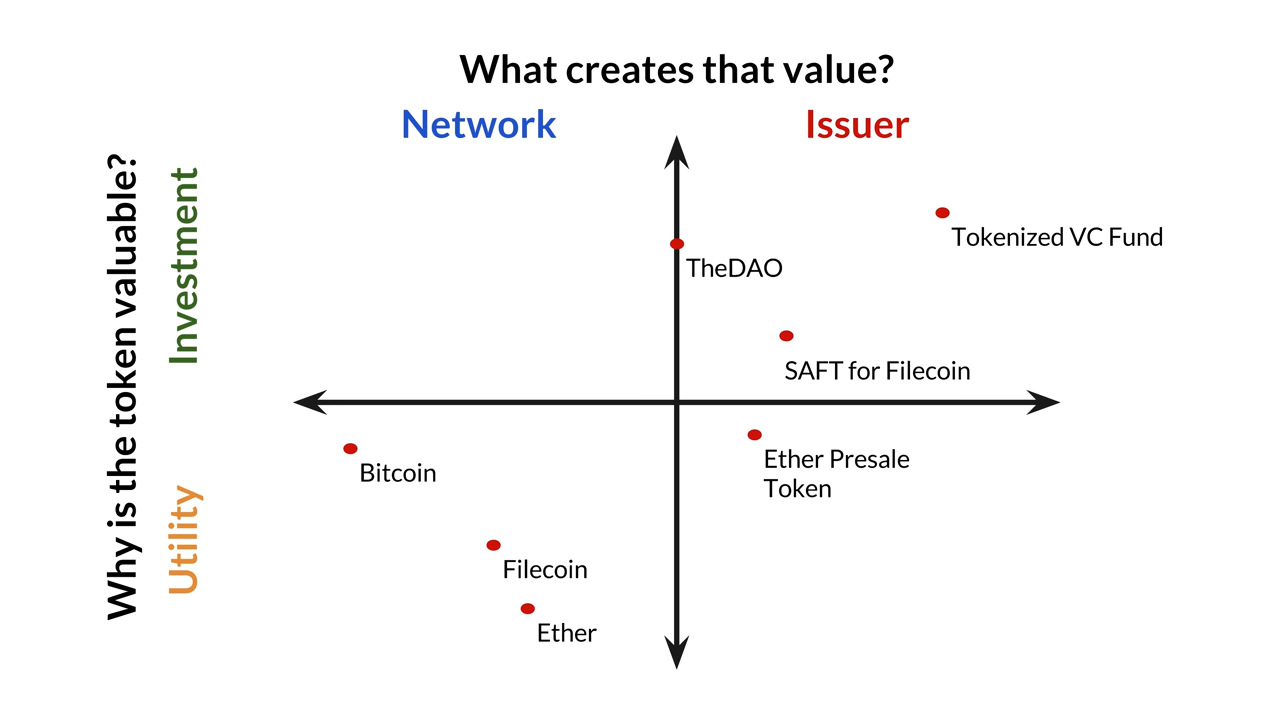 What creates that value?
Network
Issuer
Why is the token valuable?
Investment
Utility
Tokenized VC Fund
TheDAO
SAFT for Filecoin
Ether Presale
Token
Bitcoin
Filecoin
Ether